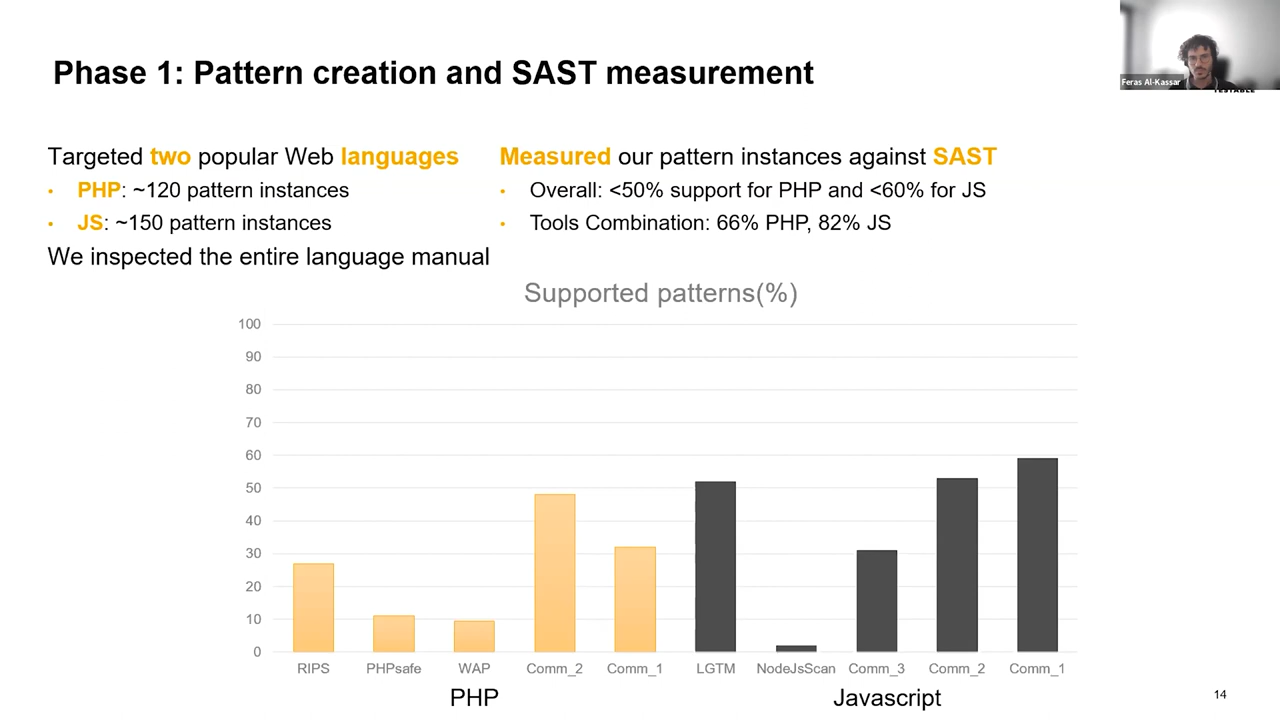 Phase 1: Pattern creation and SAST measurement
Feras Al-Kassar
TESTABLE
Targeted two popular Web languages
• PHP: ~120 pattern instances
• JS: ~150 pattern instances
We inspected the entire language manual
Measured our pattern instances against SAST
• Overall: <50% support for PHP and <60% for JS
• Tools Combination: 66% PHP, 82% JS
Supported patterns(%)
100
90
80
70
60
50
40
30
20
10
0
RIPS PHPsafe WAP Comm_2 Comm_1 LGTM NodeJsScan Comm_3 Comm_2 Comm_1
PHP Javascript
14